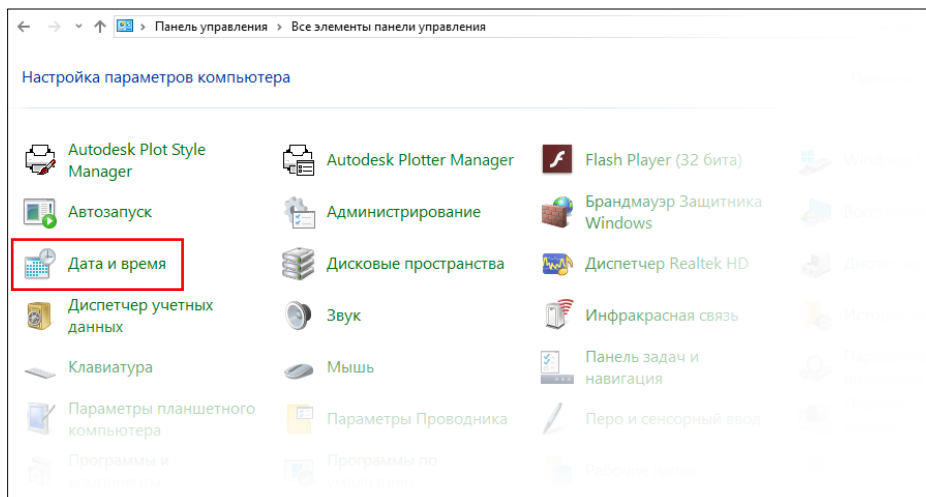 Панель управления > Все элементы панели управления
Настройка параметров компьютера
Autodesk Plot Style
Manager
Autodesk Plotter Manager
Flash Player (32 бита)
Автозапуск
Администрирование
Брандмауэр Защитника
Windows
Дата и время
Дисковые пространства
Диспетчер Realtek HD
Диспетчер учетных
данных
Звук
Инфракрасная связь
Клавиатура
Мышь
Панель задач и
навигация
Параметры планшетного
компьютера
Параметры Проводника
Перо и сенсорный ввод
Программы и
компоненты
Программы по
умолчанию